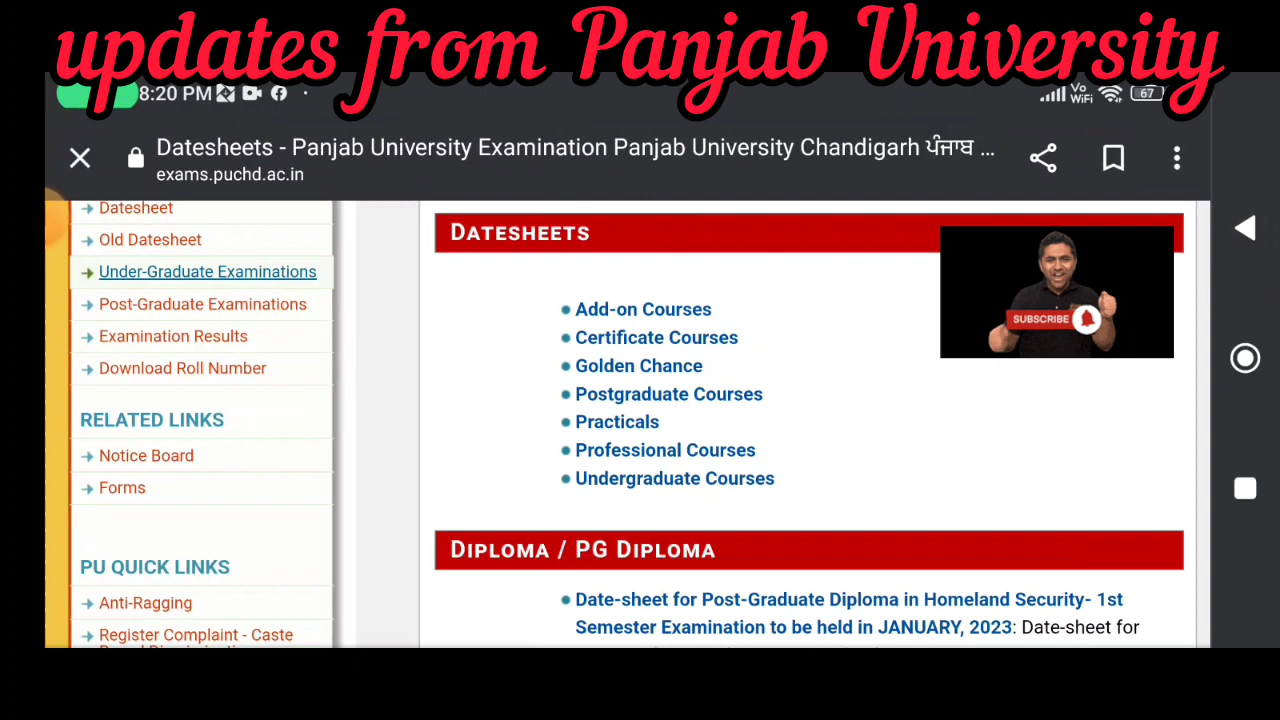 updates from Panjab University
8:20 PM
Vo
WiFi
67
Datesheets - Panjab University Examination Panjab University Chandigarh ਪੰਜਾਬ ...
exams.puchd.ac.in
Datesheet
Old Datesheet
Under-Graduate Examinations
Post-Graduate Examinations
Examination Results
Download Roll Number
RELATED LINKS
Notice Board
Forms
PU QUICK LINKS
Anti-Ragging
Register Complaint - Caste
DATESHEETS
SUBSCRIBE
Add-on Courses
Certificate Courses
Golden Chance
Postgraduate Courses
Practicals
Professional Courses
Undergraduate Courses
DIPLOMA / PG DIPLOMA
Date-sheet for Post-Graduate Diploma in Homeland Security- 1st
Semester Examination to be held in JANUARY, 2023: Date-sheet for